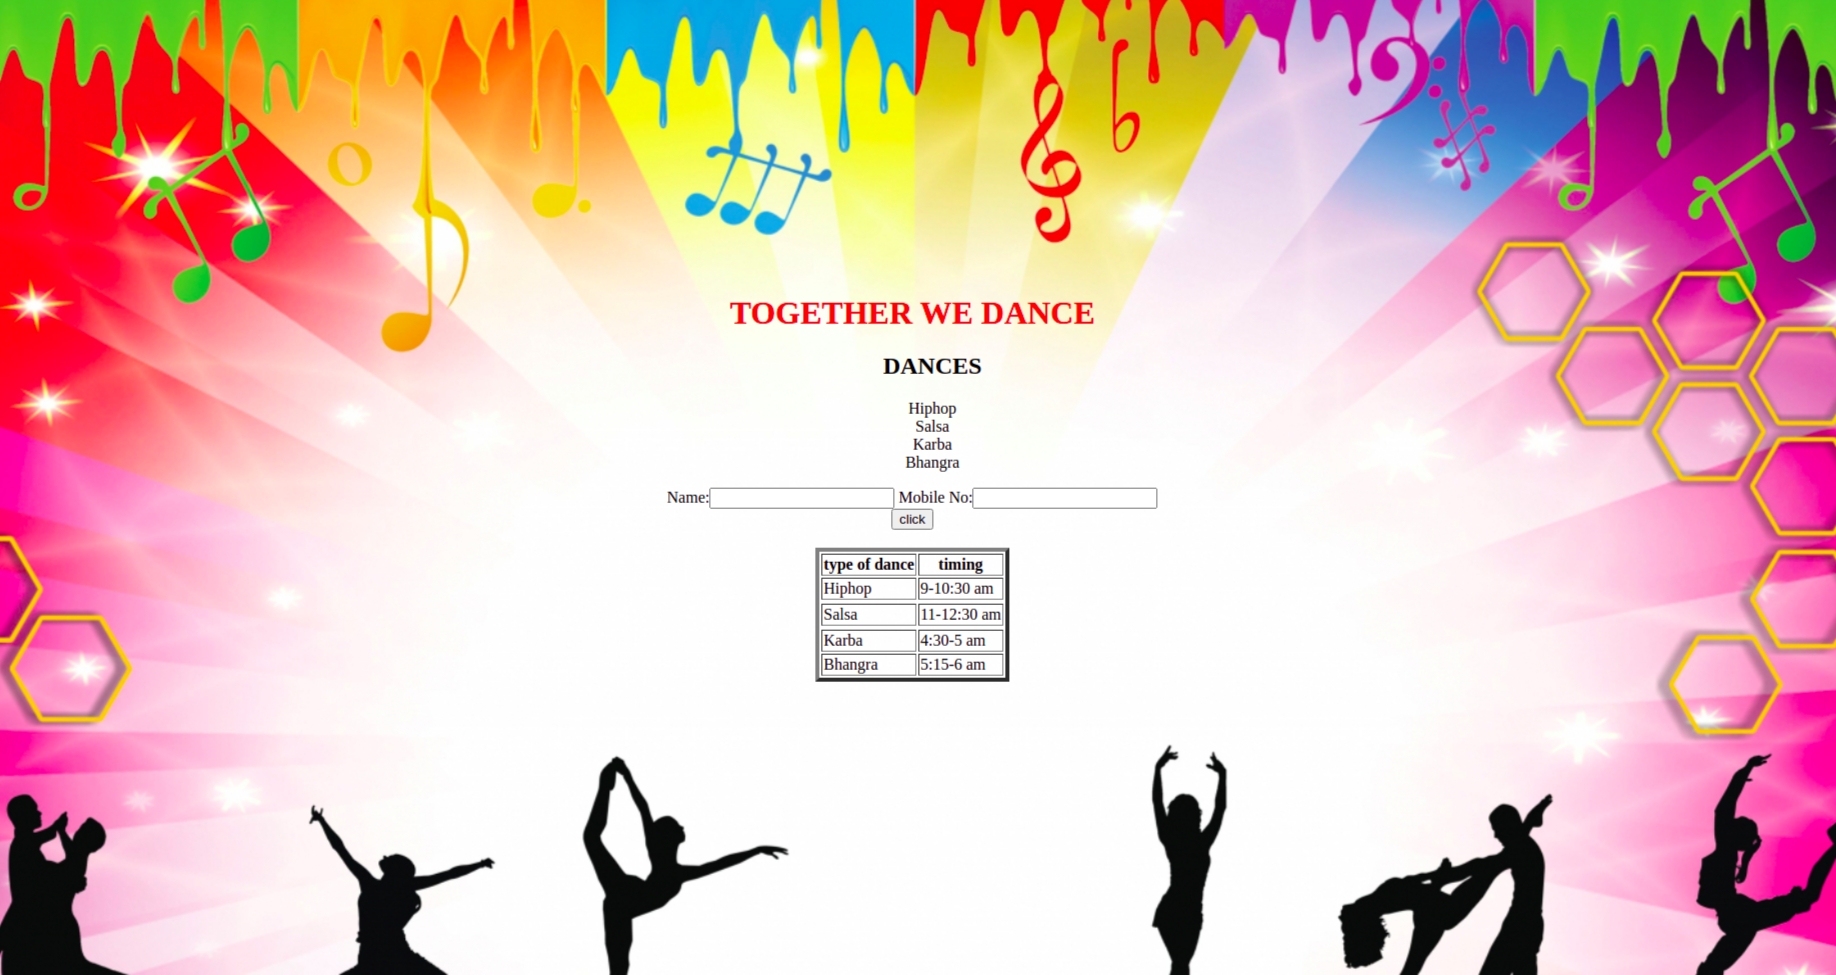 TOGETHER WE DANCE
DANCES
Hiphop
Salsa
Karba
Bhangra
Name: Mobile No:
click
type of dance timing
Hiphop 9-10:30 am
Salsa 11-12:30 am
Karba 4:30-5 am
Bhangra 5:15-6 am